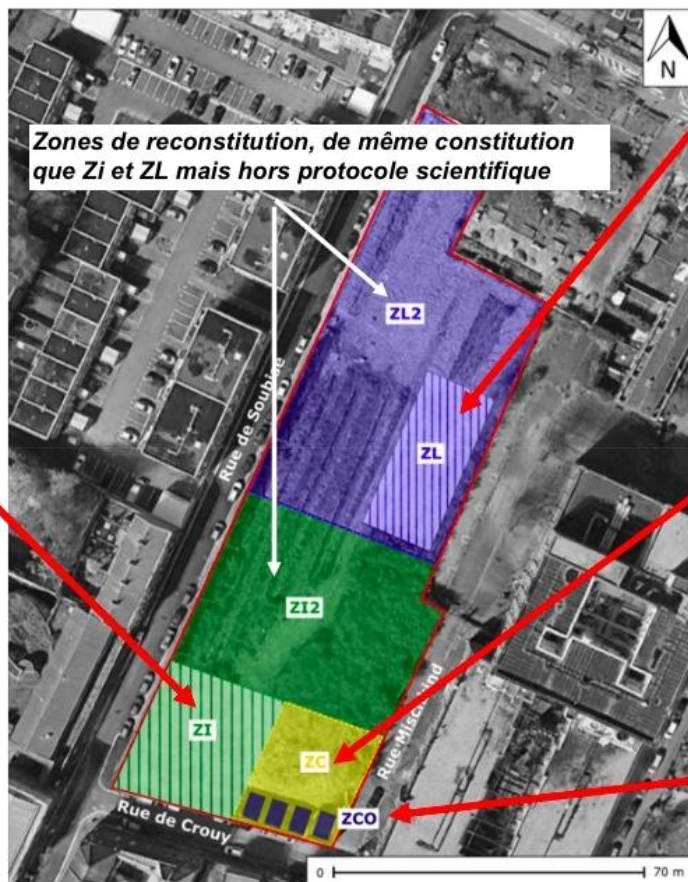 N
Zones de reconstitution, de même constitution
que Zi et ZL mais hors protocole scientifique
ZL2
Rue de Soubise
ZL
ZI2
Rue Mischkind
ZI
ZC
ZCO
Rue de Crouy
0 70 m